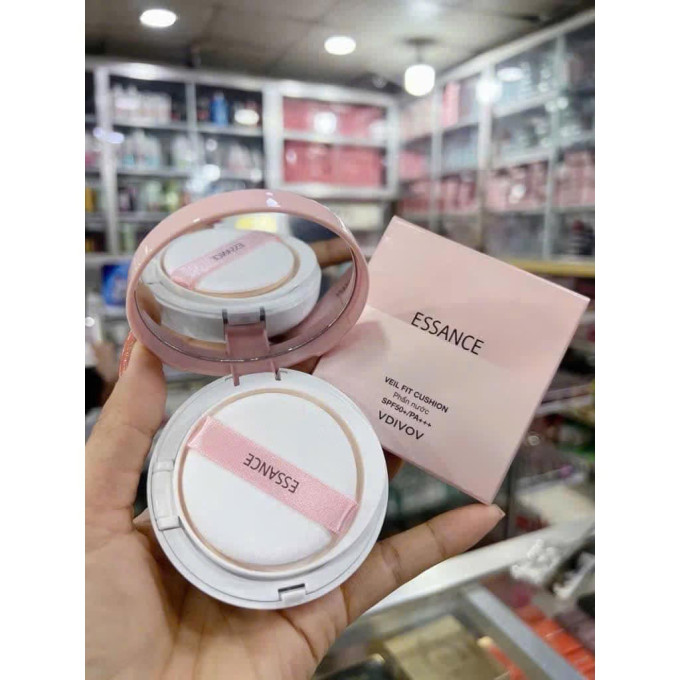 ESSANCE
VEIL FIT CUSHION
Phấn nước
SPF50+/PA+++
VDIVOV
ESSANCE
ESSANCE